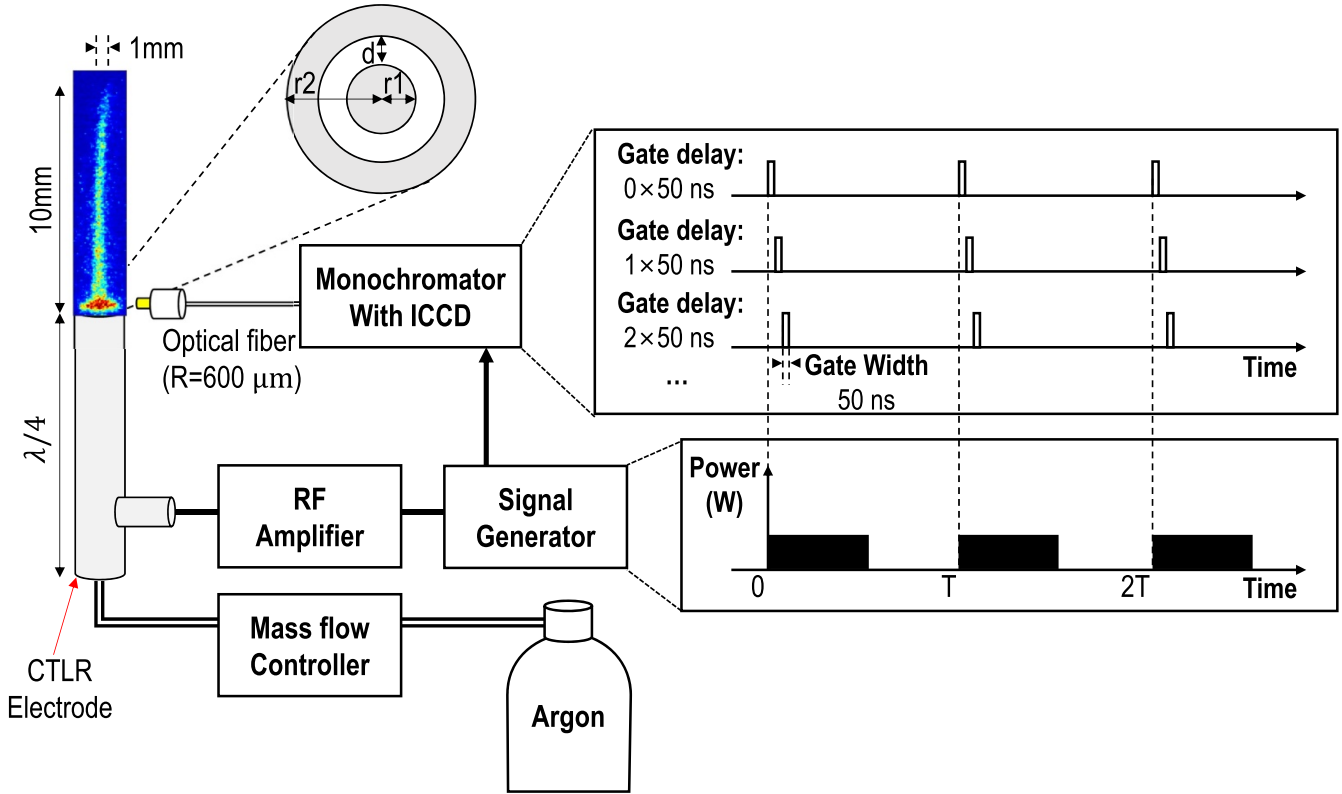 1mm
10mm
d
r2
r1
Monochromator
With ICCD
Optical fiber
(R=600 μm)
λ/4
Gate delay:
0×50 ns
Gate delay:
1×50 ns
Gate delay:
2×50 ns
...
Gate Width
50 ns
Time
RF
Amplifier
Signal
Generator
Power
(W)
0
T
2T
Time
Mass flow
Controller
CTLR
Electrode
Argon